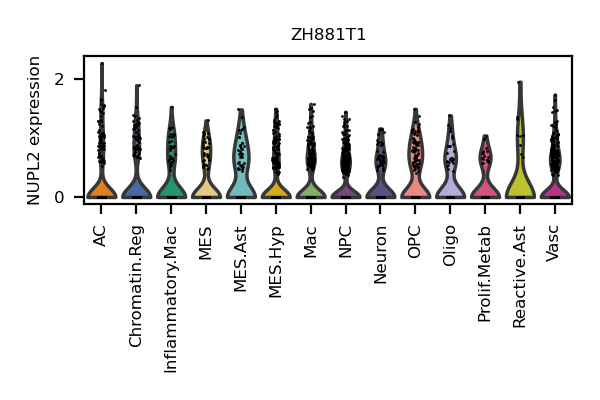 ZH881T1
NUPL2 expression
2
0
AC
Chromatin.Reg
Inflammatory.Mac
MES
MES.Ast
MES.Hyp
Mac
NPC
Neuron
OPC
Oligo
Prolif.Metab
Reactive.Ast
Vasc